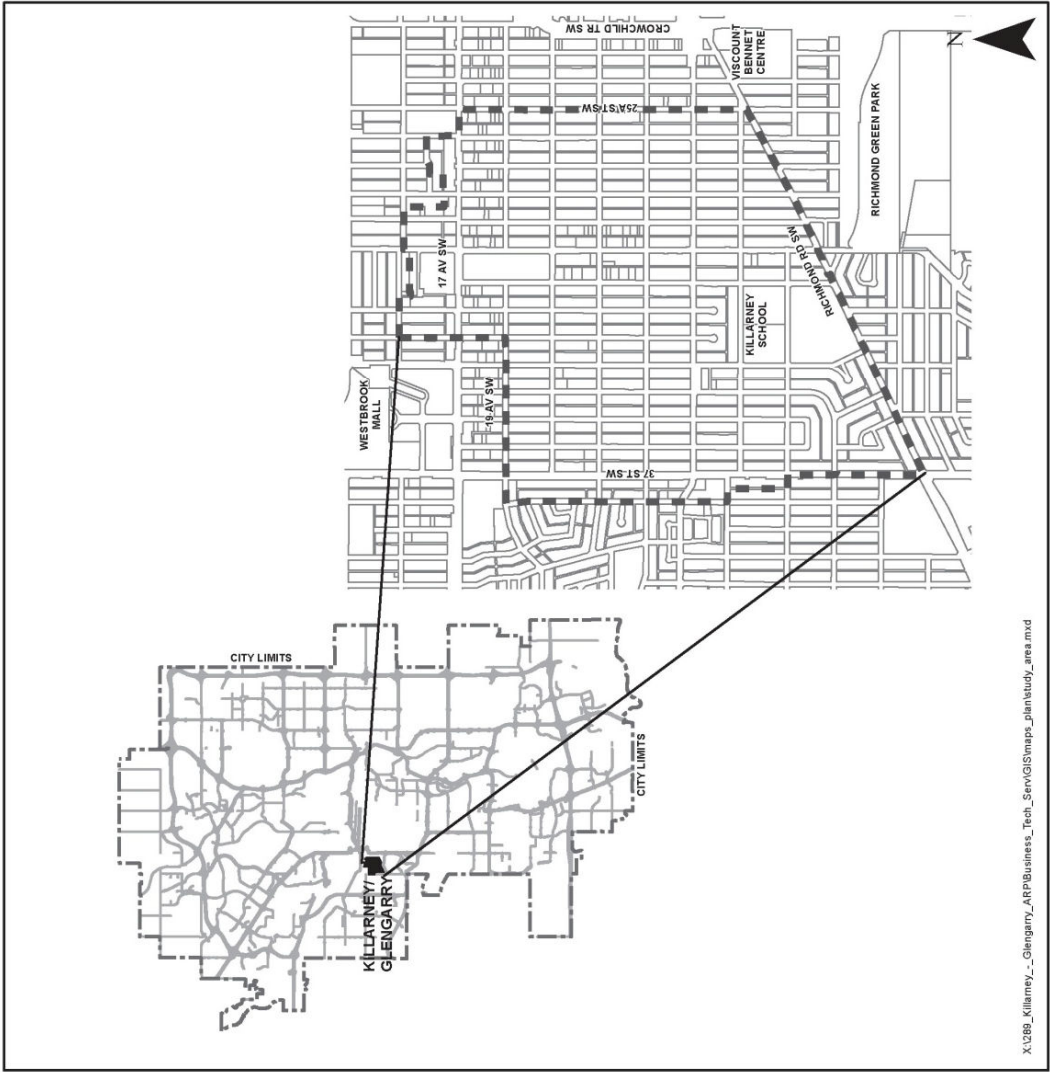 CROWCHILD TR SW
VISCOUNT
BENNET
CENTRE
N
25A ST SW
RICHMOND GREEN PARK
17 AV SW
RICHMOND RD SW
KILLARNEY
SCHOOL
WESTBROOK
MALL
19 AV SW
37 ST SW
CITY LIMITS
CITY LIMITS
KILLARNEY/
GLENGARRY
X:\289_Killarney_-_Glengarry_ARP\Business_Tech_Serv\GIS\maps_plan\study_area.mxd